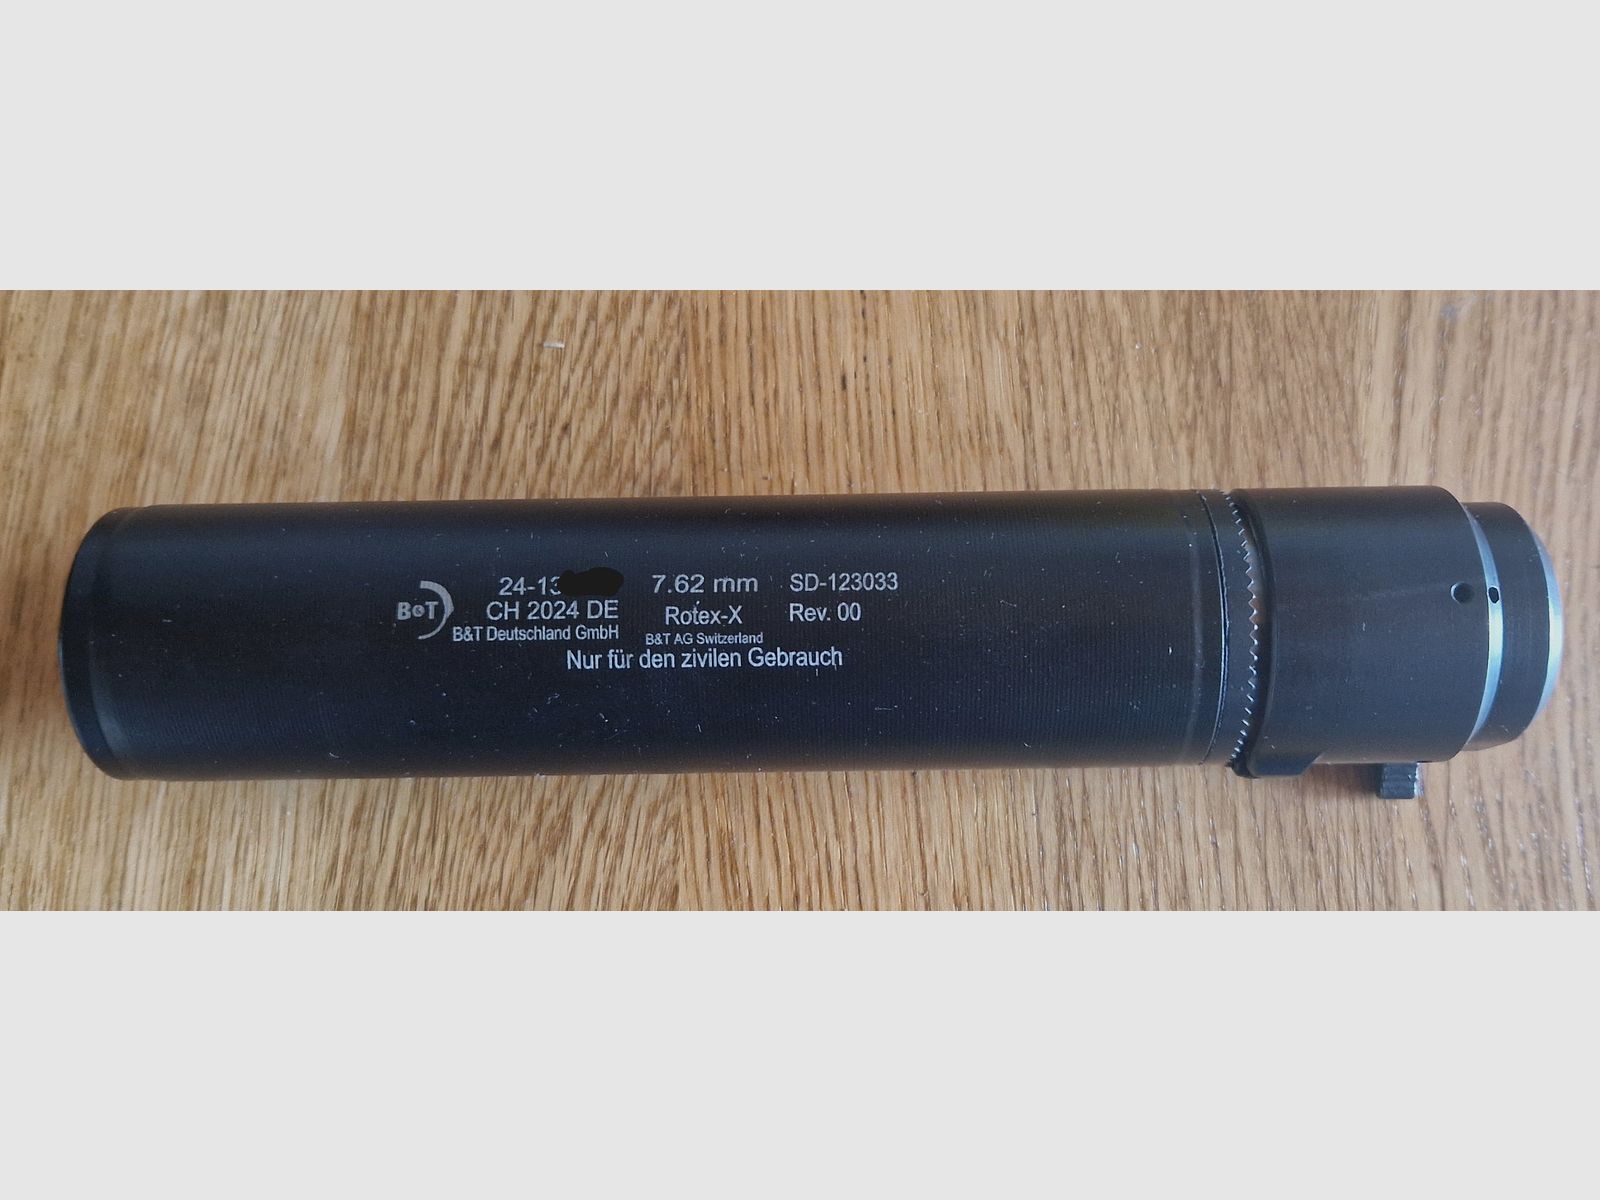 B&T
24-13
CH 2024 DE
B&T Deutschland GmbH
7.62 mm
Rotex-X
B&T AG Switzerland
SD-123033
Rev. 00
Nur für den zivilen Gebrauch